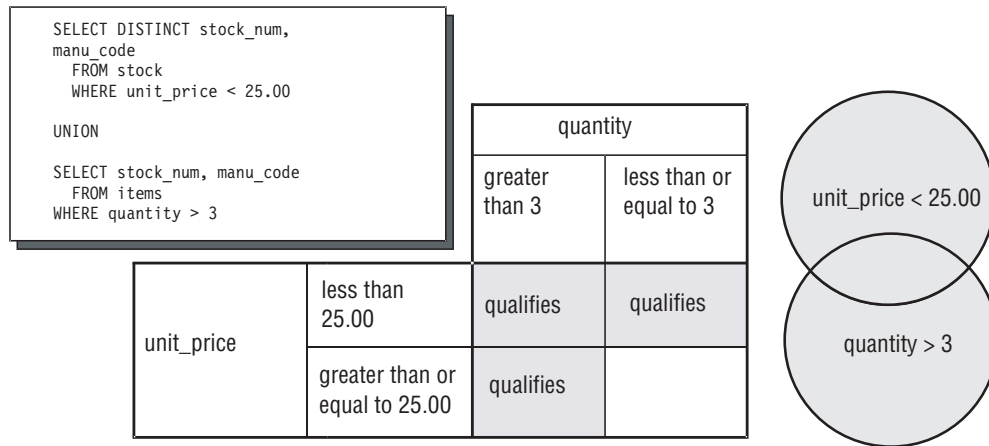 SELECT DISTINCT stock_num,
manu_code
FROM stock
WHERE unit_price < 25.00
UNION
SELECT stock_num, manu_code
FROM items
WHERE quantity > 3
quantity
greater
than 3
less than or
equal to 3
unit_price
less than
25.00
qualifies
qualifies
greater than or
equal to 25.00
qualifies
unit_price < 25.00
quantity > 3